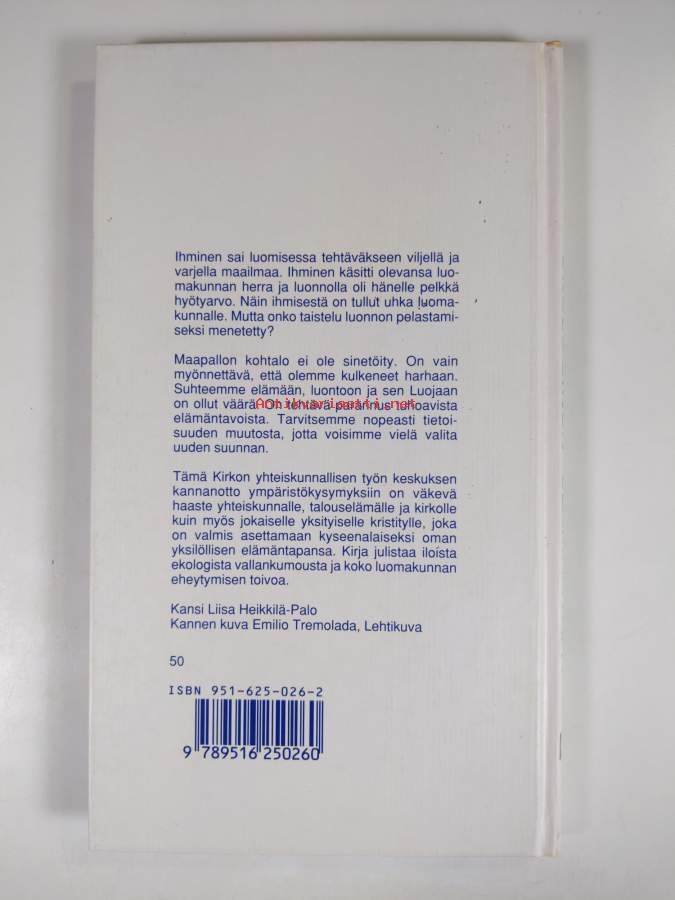 Ihminen sai luomisessa tehtäväkseen viljellä ja
varjella maailmaa. Ihminen käsitti olevansa luo-
makunnan herra ja luonnolla oli hänelle pelkkä
hyötyarvo. Näin ihmisestä on tullut uhka luoma-
kunnalle. Mutta onko taistelu luonnon pelastami-
seksi menetetty?
Maapallon kohtalo ei ole sinetöity. On vain
myönnettävä, että olemme kulkeneet harhaan.
Suhteemme elämään, luontoon ja sen Luojaan
on ollut väärä. On tehtävä parannus tuhoavista
Antikvariaatti.net
elämäntavoista. Tarvitsemme nopeasti tietoi-
suuden muutosta, jotta voisimme vielä valita
uuden suunnan.
Tämä Kirkon yhteiskunnallisen työn keskuksen
kannanotto ympäristökysymyksiin on väkevä
haaste yhteiskunnalle, talouselämälle ja kirkolle
kuin myös jokaiselle yksityiselle kristitylle, joka
on valmis asettamaan kyseenalaiseksi oman
yksilöllisen elämäntapansa. Kirja julistaa iloista
ekologista vallankumousta ja koko luomakunnan
eheytymisen toivoa.
Kansi Liisa Heikkilä-Palo
Kannen kuva Emilio Tremolada, Lehtikuva
50
ISBN 951-625-026-2
9 789516 250260